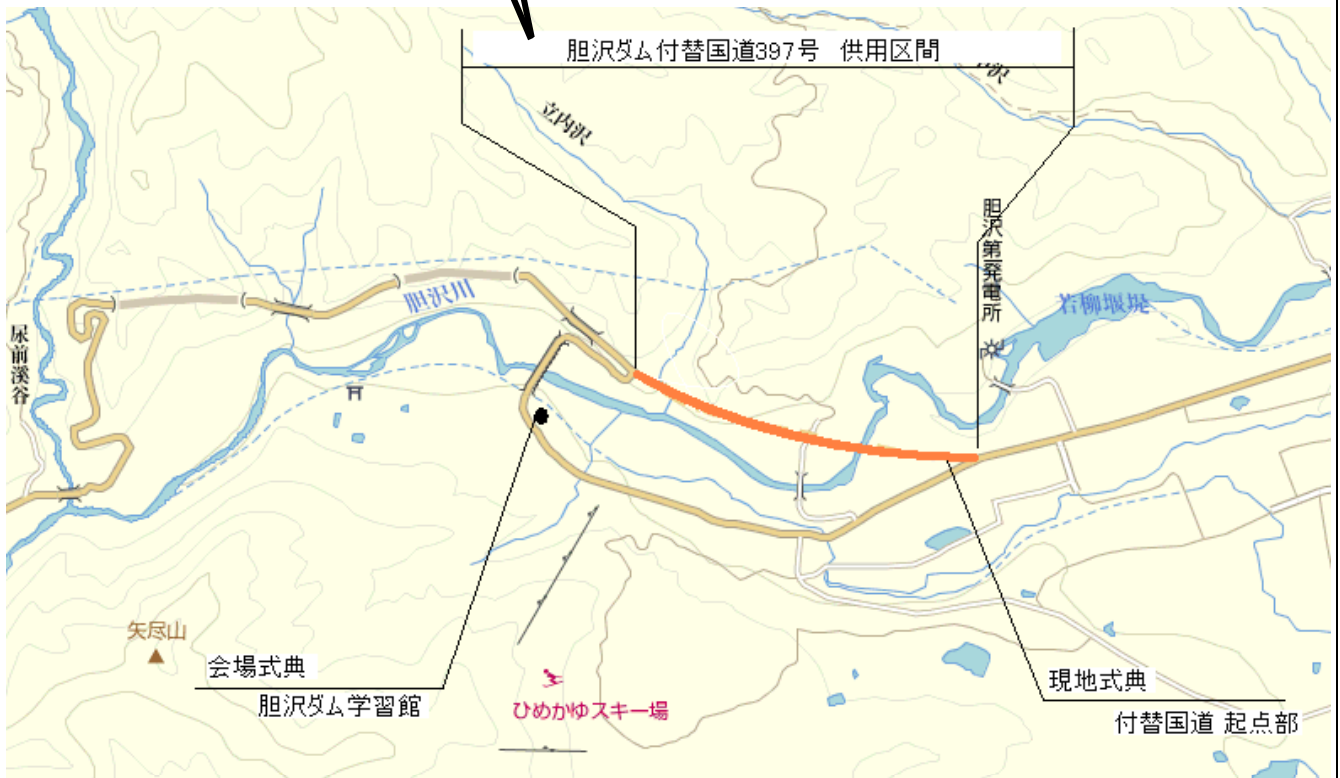 胆沢ダム付替国道397号　供用区間
立内沢
胆沢第一発電所
胆沢川
若柳堰堤
尿前渓谷
矢尽山
会場式典
胆沢ダム学習館
ひめかゆスキー場
現地式典
付替国道 起点部